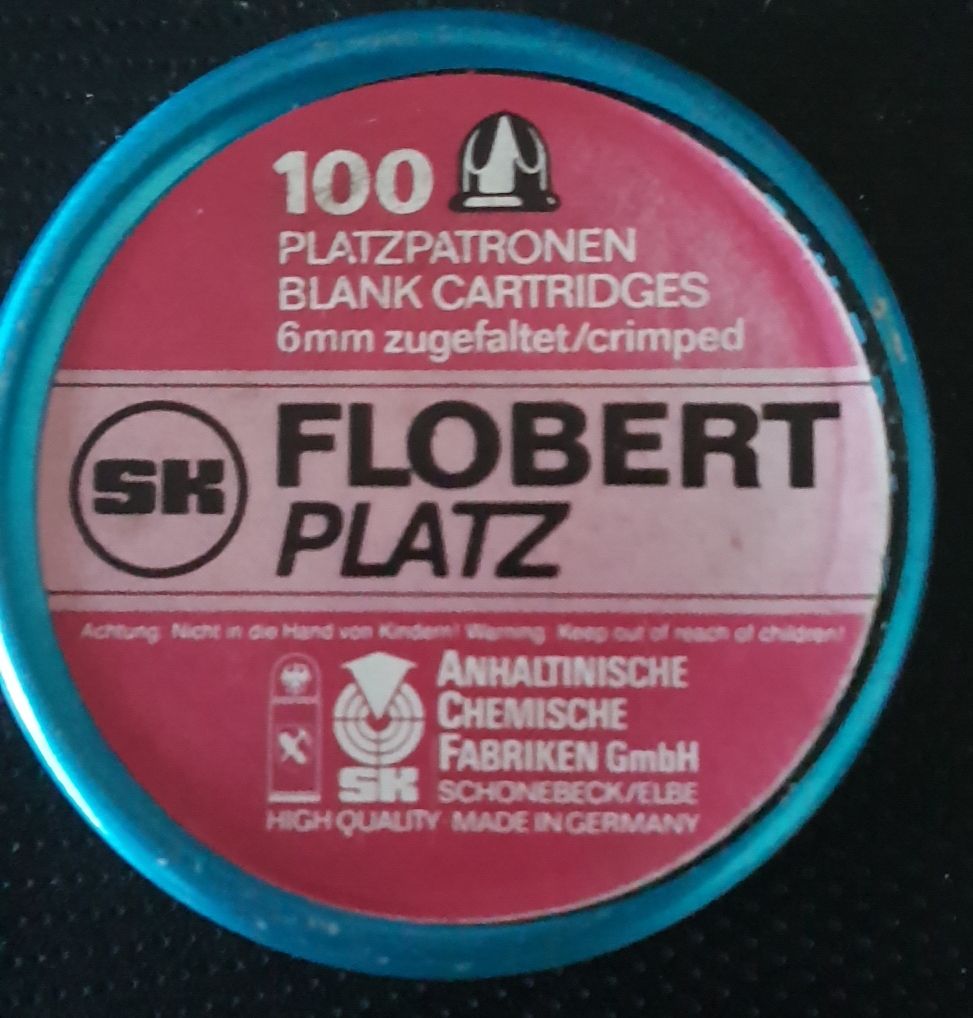 100
PLATZPATRONEN
BLANK CARTRIDGES
6mm zugefaltet/crimped
SK
FLOBERT
PLATZ
Achtung: Nicht in die Hand von Kindern! Warning: Keep out of reach of children!
ANHALTINISCHE
CHEMISCHE
FABRIKEN GmbH
SK
SCHÖNEBECK/ELBE
HIGH QUALITY MADE IN GERMANY